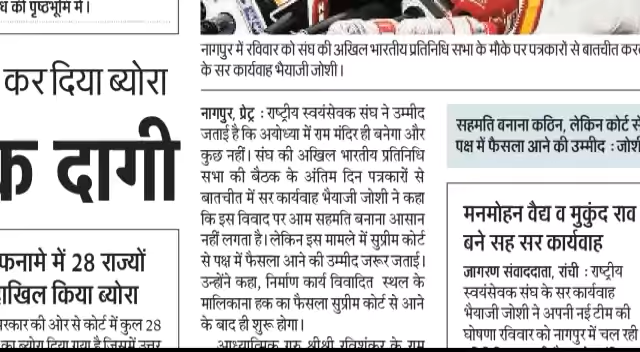 की पृष्ठभूमि में।
कर दिया ब्योरा
दागी
में 28 राज्यों
किया ब्योरा
की ओर से कोर्ट में कुल 28
नागपुर में रविवार को संघ की अखिल भारतीय प्रतिनिधि सभा के मौके पर पत्रकारों से बातचीत
के सर कार्यवाह भैयाजी जोशी।
नागपुर, प्रेट्र : राष्ट्रीय स्वयंसेवक संघ ने उम्मीद
जताई है कि अयोध्या में राम मंदिर ही बनेगा और
कुछ नहीं। संघ की अखिल भारतीय प्रतिनिधि
सभा की बैठक के अंतिम दिन पत्रकारों से
बातचीत में सर कार्यवाह भैयाजी जोशी ने कहा
कि इस विवाद पर आम सहमति बनाना आसान
नहीं लगता है। लेकिन इस मामले में सुप्रीम कोर्ट
से पक्ष में फैसला आने की उम्मीद जरूर जताई।
उन्होंने कहा, निर्माण कार्य विवादित स्थल के
मालिकाना हक का फैसला सुप्रीम कोर्ट से आने
के बाद ही शुरू होगा।
आध्यात्मिक गुरु श्रीश्री रविशंकर के राम
सहमति बनाना कठिन, लेकिन कोर्ट से
पक्ष में फैसला आने की उम्मीद : जोशी
मनमोहन वैद्य व मुकुंद राव
बने सह सर कार्यवाह
जागरण संवाददाता, रांची : राष्ट्रीय
स्वयंसेवक संघ के सर कार्यवाह
भैयाजी जोशी ने अपनी नई टीम की
घोषणा रविवार को नागपुर में चल रही